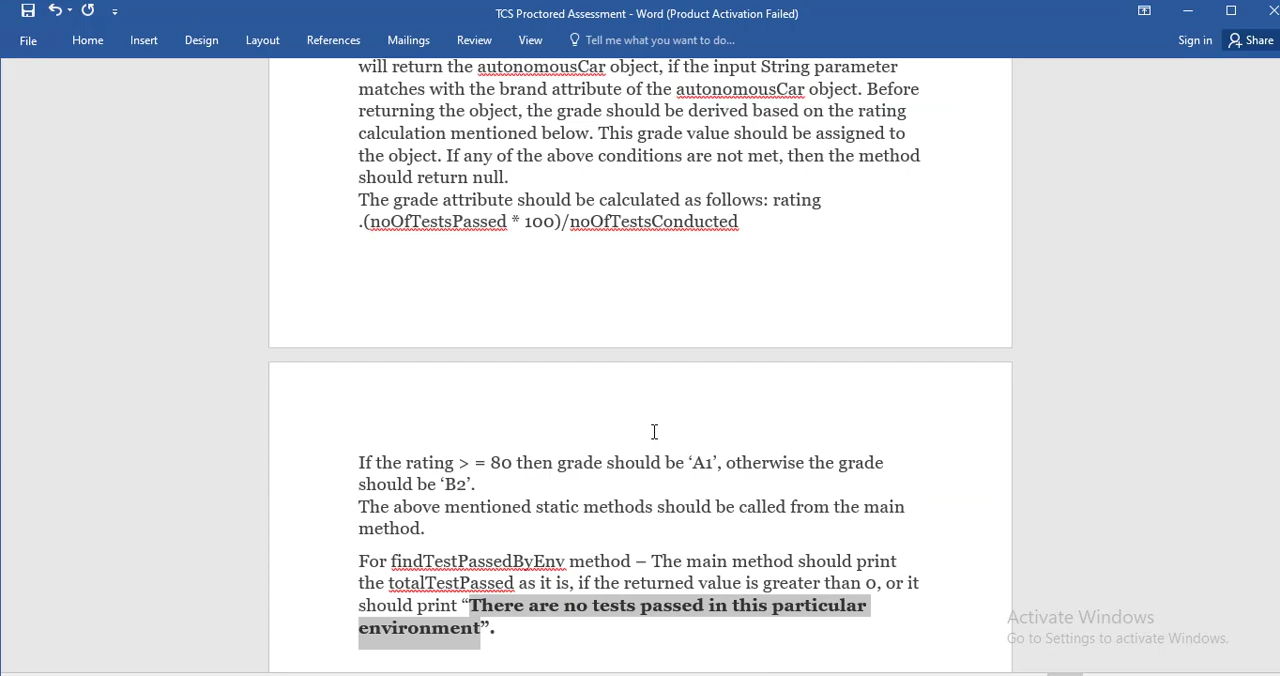 TCS Proctored Assessment - Word (Product Activation Failed)
File Home Insert Design Layout References Mailings Review View Tell me what you want to do... Sign in Share
will return the autonomousCar object, if the input String parameter
matches with the brand attribute of the autonomousCar object. Before
returning the object, the grade should be derived based on the rating
calculation mentioned below. This grade value should be assigned to
the object. If any of the above conditions are not met, then the method
should return null.
The grade attribute should be calculated as follows: rating
.(noOfTestsPassed * 100)/noOfTestsConducted
If the rating > = 80 then grade should be ‘A1’, otherwise the grade
should be ‘B2’.
The above mentioned static methods should be called from the main
method.
For findTestPassedByEnv method – The main method should print
the totalTestPassed as it is, if the returned value is greater than 0, or it
should print “There are no tests passed in this particular
environment”.
Activate Windows
Go to Settings to activate Windows.